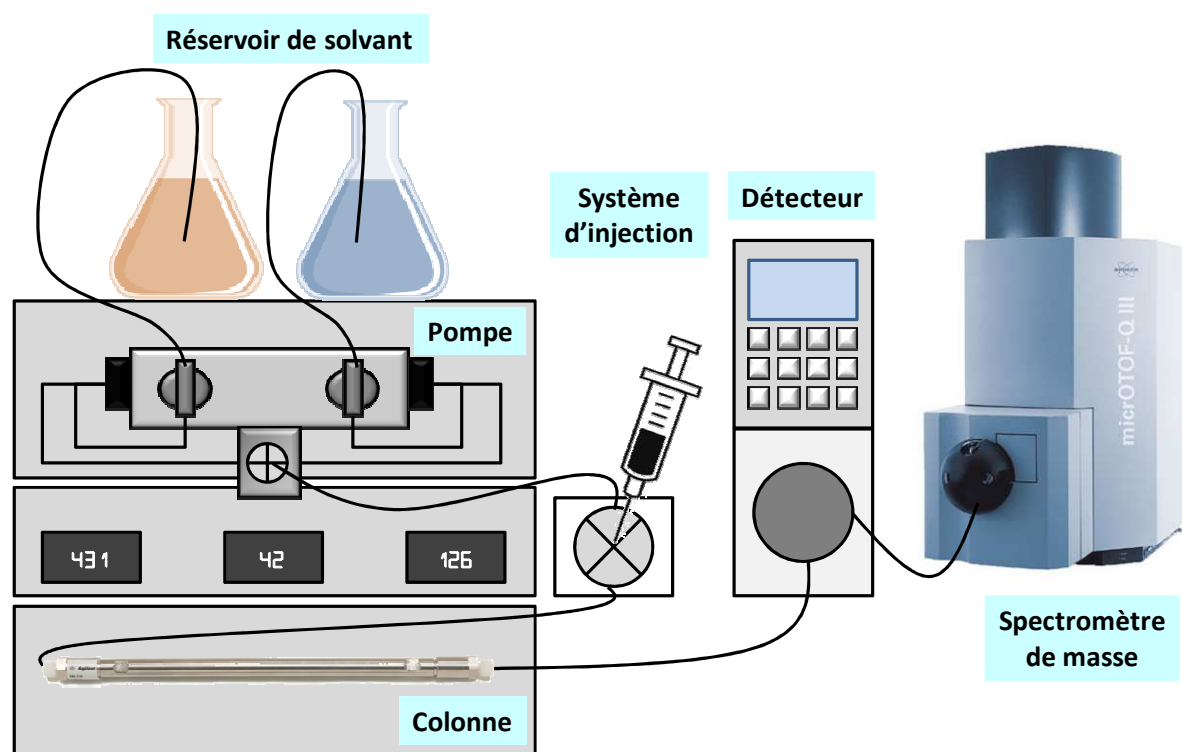 Réservoir de solvant
Système
d'injection
Détecteur
Pompe
micrOTOF-Q III
431
42
126
Spectromètre
de masse
Colonne